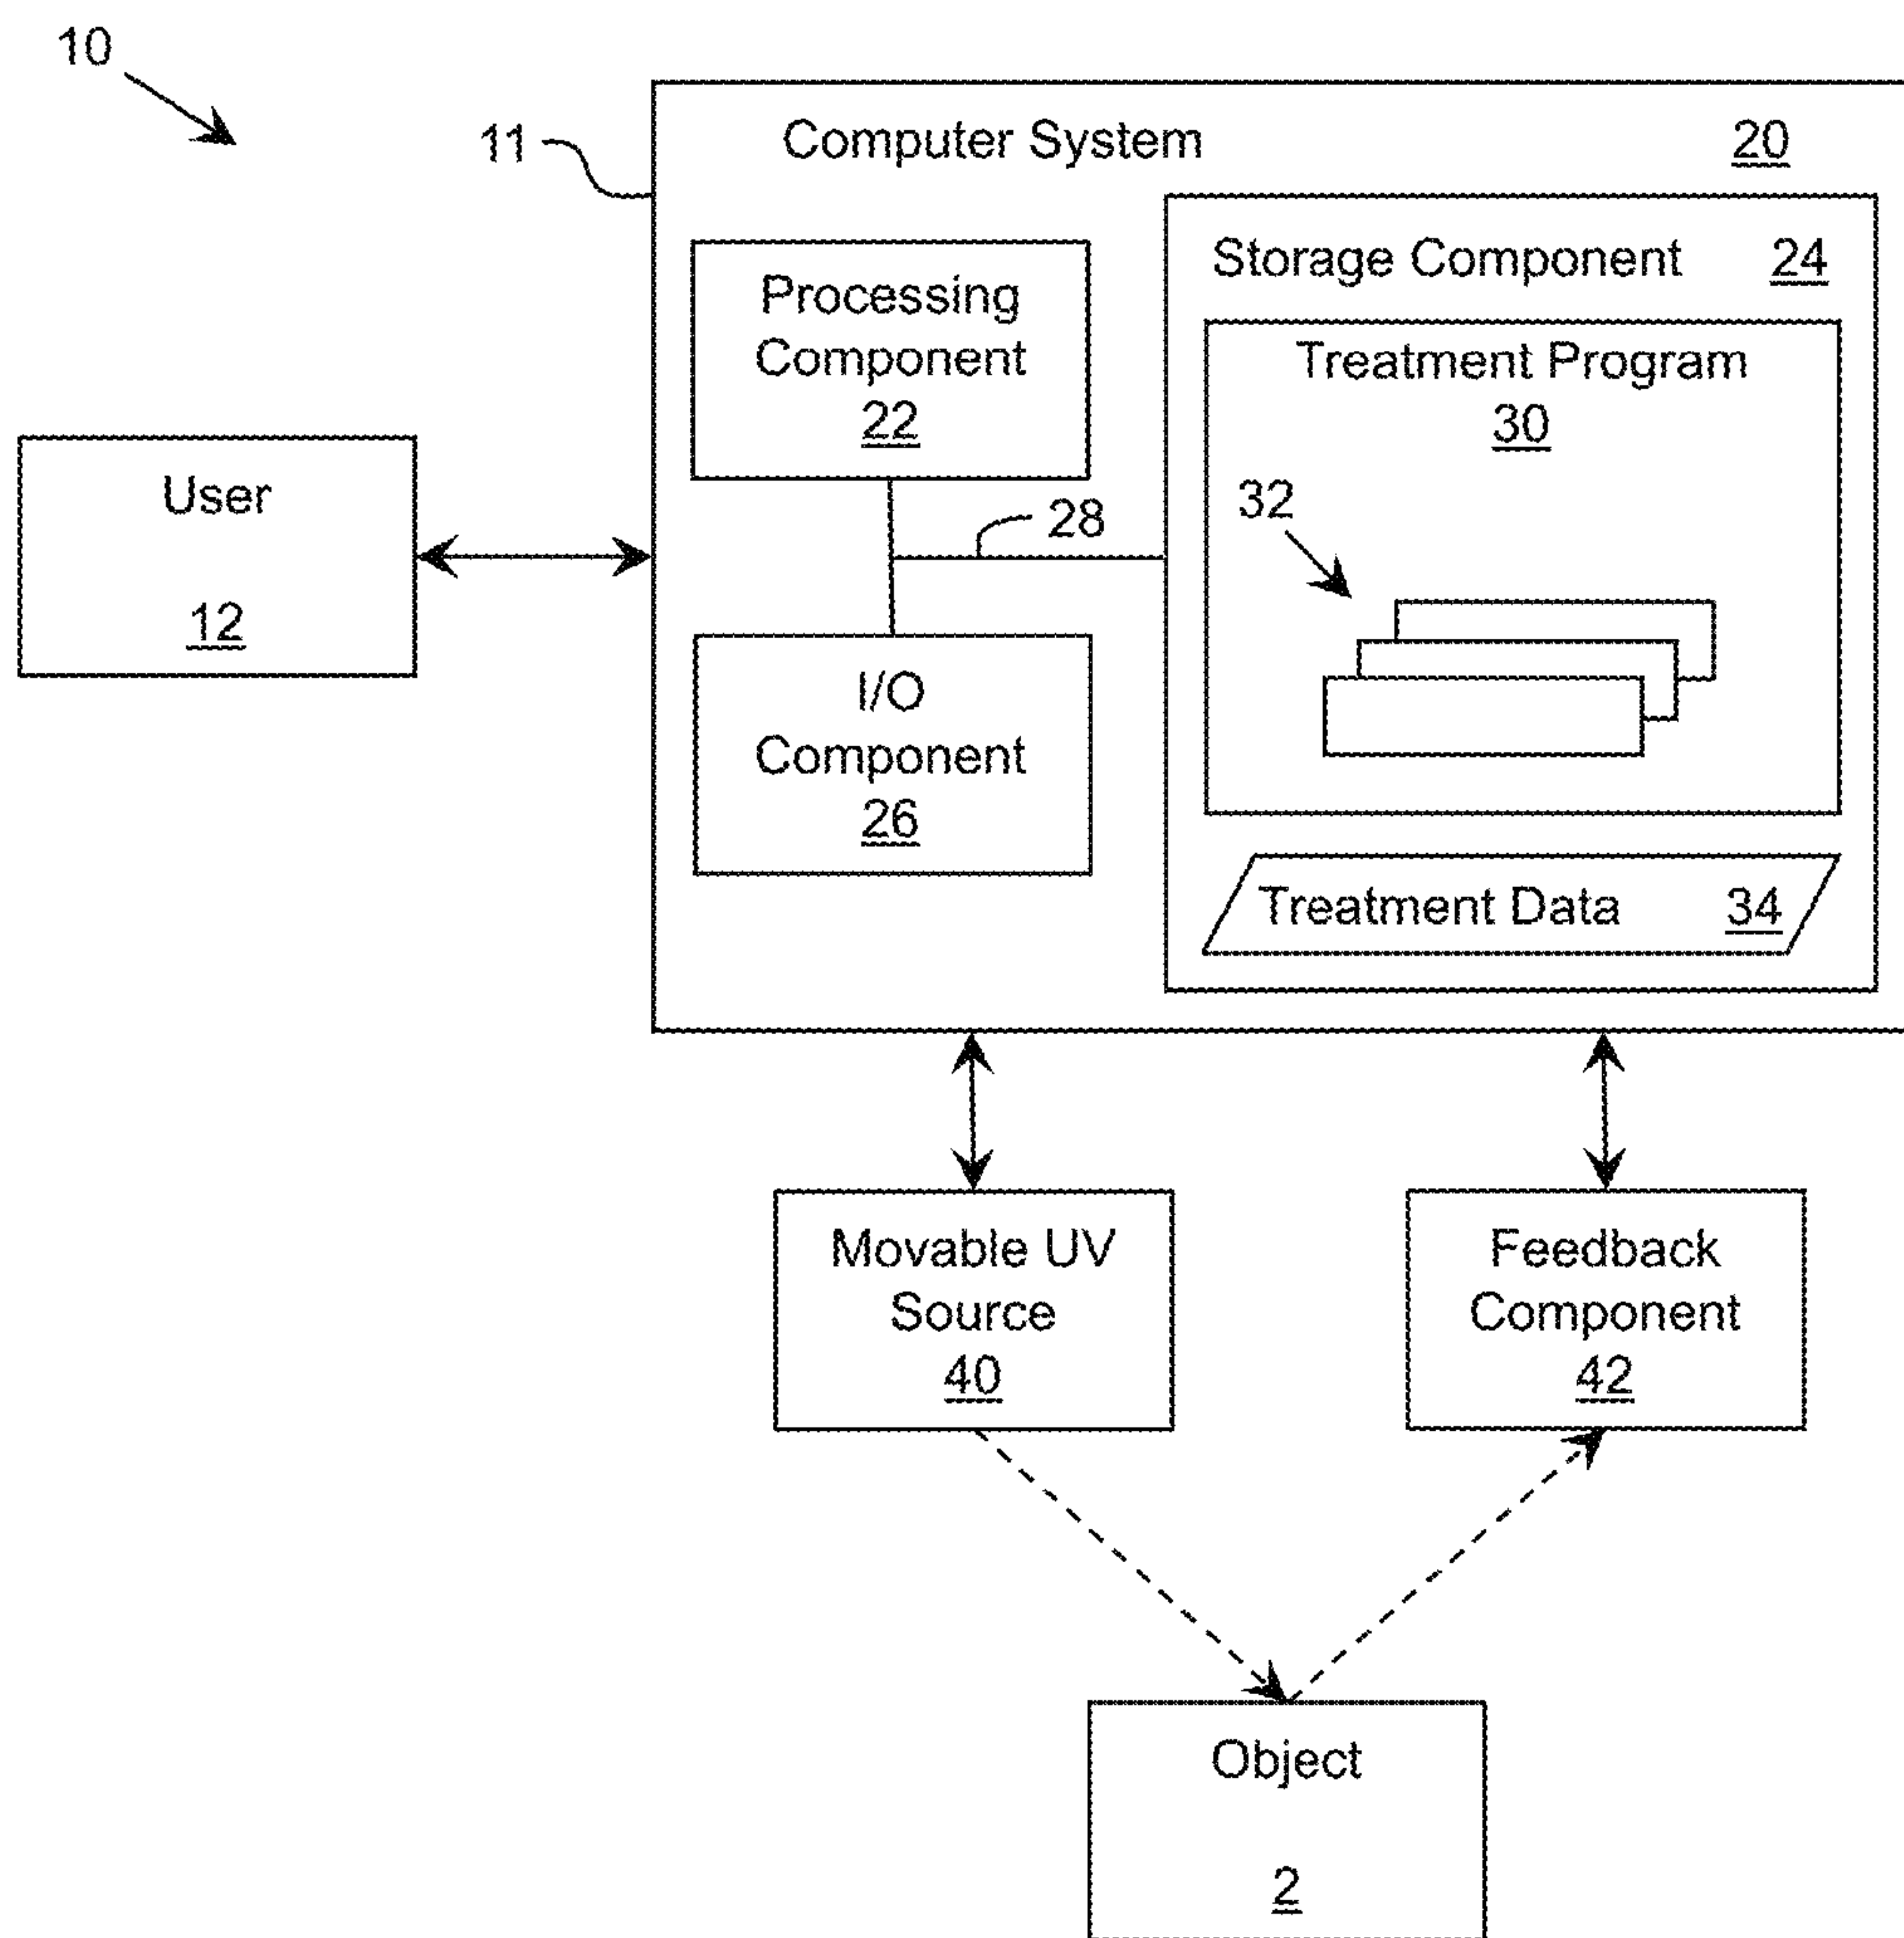 10
11
Computer System 20
Processing
Component
22
Storage Component 24
Treatment Program
30
32
28
User
12
I/O
Component
26
Treatment Data 34
Movable UV
Source
40
Feedback
Component
42
Object
2